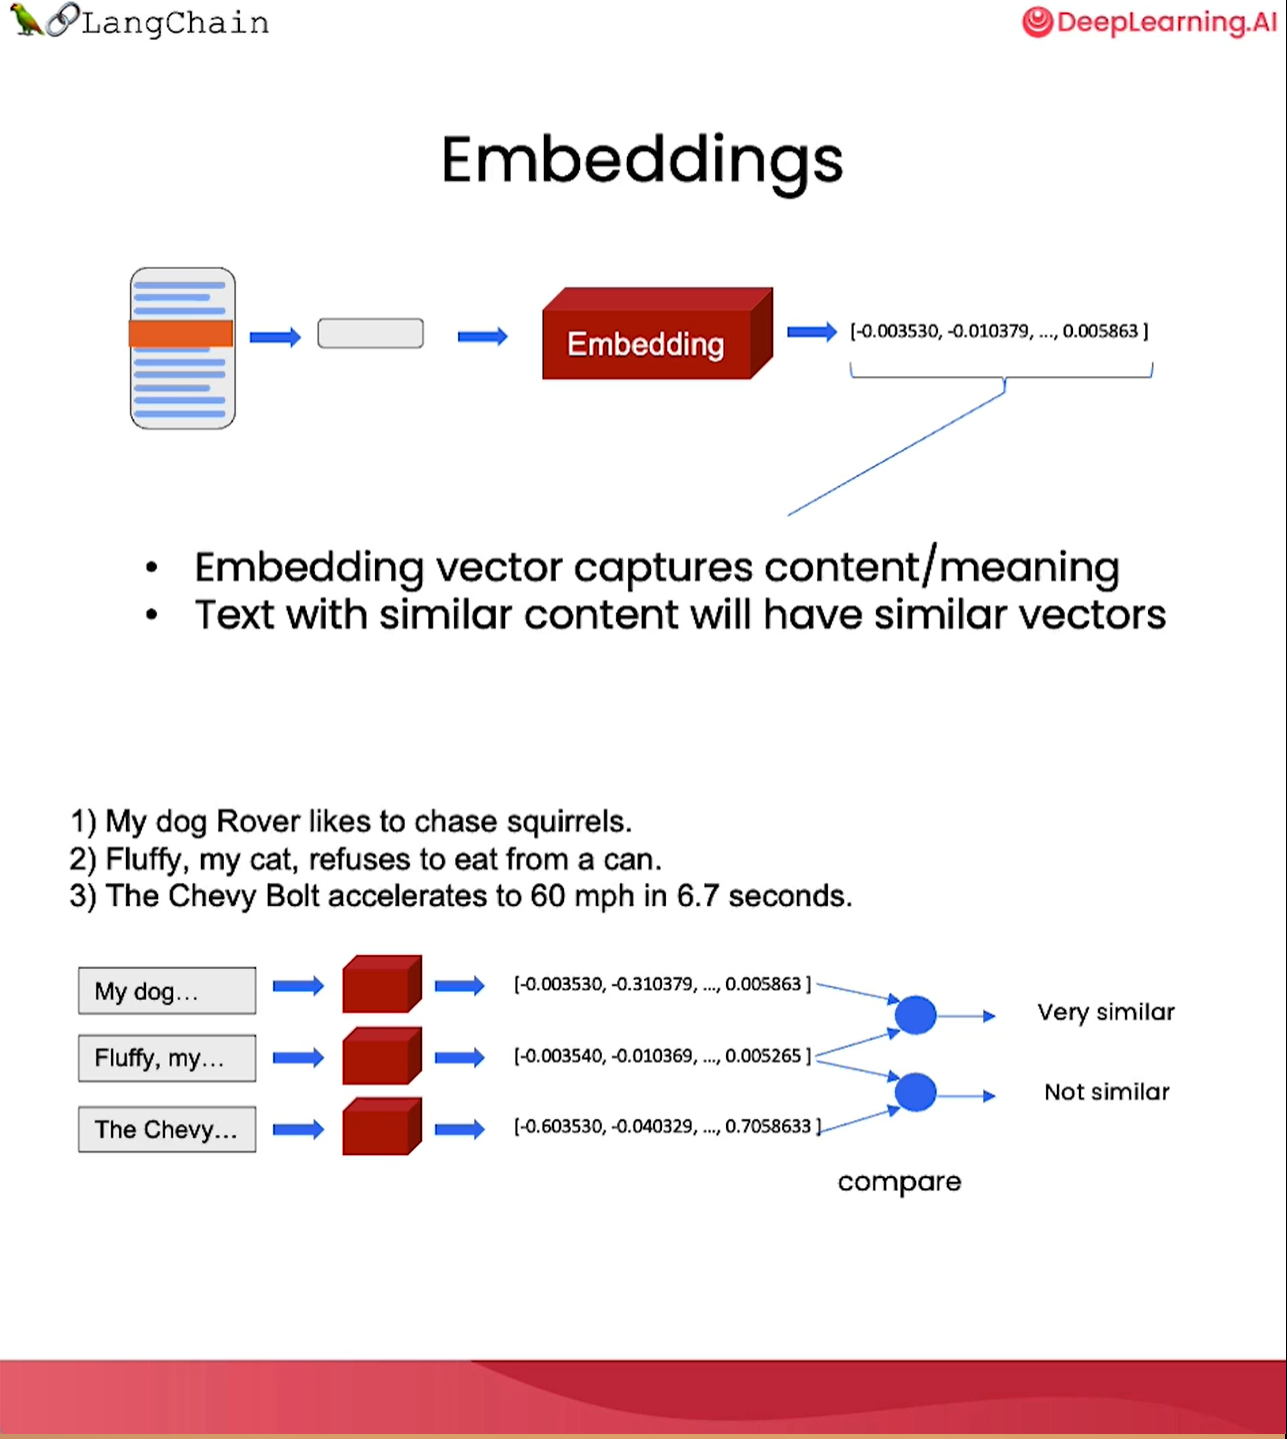 LangChain
DeepLearning.AI
Embeddings
Embedding
[-0.003530, -0.010379, ..., 0.005863 ]
• Embedding vector captures content/meaning
• Text with similar content will have similar vectors
1) My dog Rover likes to chase squirrels.
2) Fluffy, my cat, refuses to eat from a can.
3) The Chevy Bolt accelerates to 60 mph in 6.7 seconds.
My dog...
[-0.003530, -0.310379, ..., 0.005863 ]
Very similar
Fluffy, my...
[-0.003540, -0.010369, ..., 0.005265 ]
Not similar
The Chevy...
[-0.603530, -0.040329, ..., 0.7058633 ]
compare